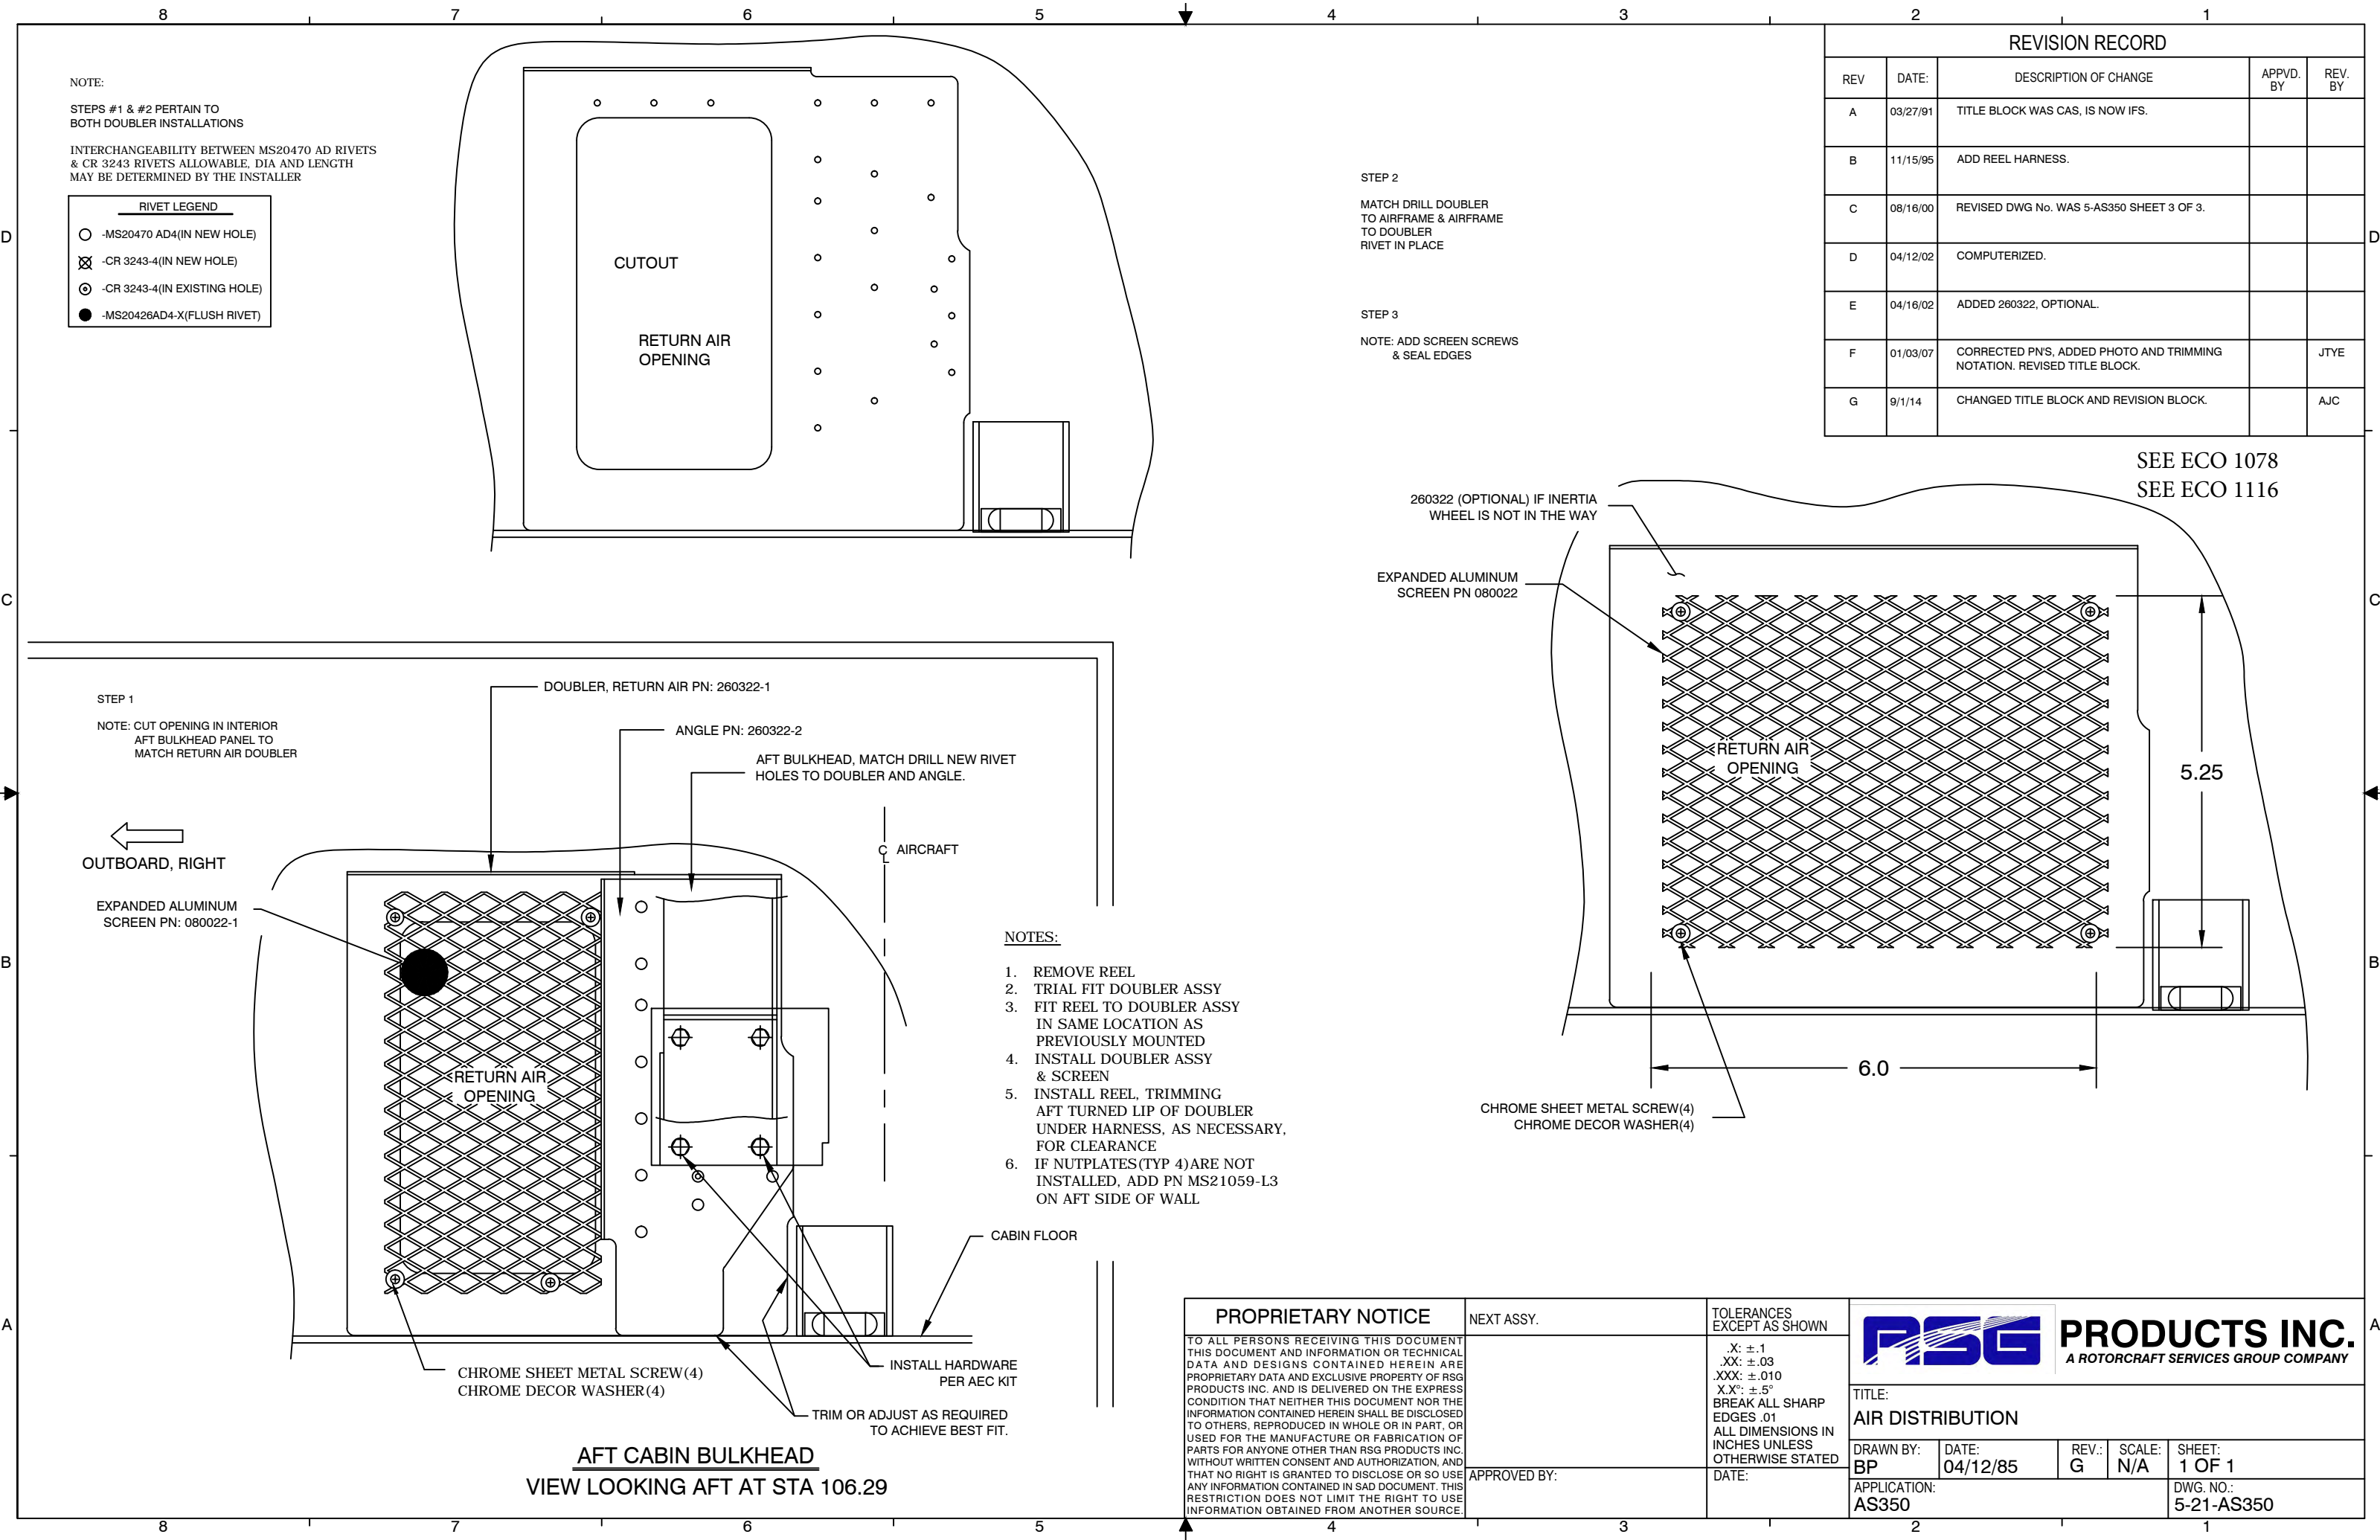 8 7 6 5 4 3 2 1
D
C
B
A
NOTE:
STEPS #1 & #2 PERTAIN TO
BOTH DOUBLER INSTALLATIONS
INTERCHANGEABILITY BETWEEN MS20470 AD RIVETS
& CR 3243 RIVETS ALLOWABLE, DIA AND LENGTH
MAY BE DETERMINED BY THE INSTALLER
RIVET LEGEND
-MS20470 AD4(IN NEW HOLE)
-CR 3243-4(IN NEW HOLE)
-CR 3243-4(IN EXISTING HOLE)
-MS20426AD4-X(FLUSH RIVET)
CUTOUT
RETURN AIR
OPENING
STEP 2
MATCH DRILL DOUBLER
TO AIRFRAME & AIRFRAME
TO DOUBLER
RIVET IN PLACE
STEP 3
NOTE: ADD SCREEN SCREWS
& SEAL EDGES
REVISION RECORD
REV DATE: DESCRIPTION OF CHANGE APPVD. BY REV. BY
A 03/27/91 TITLE BLOCK WAS CAS, IS NOW IFS.
B 11/15/95 ADD REEL HARNESS.
C 08/16/00 REVISED DWG No. WAS 5-AS350 SHEET 3 OF 3.
D 04/12/02 COMPUTERIZED.
E 04/16/02 ADDED 260322, OPTIONAL.
F 01/03/07 CORRECTED PN'S, ADDED PHOTO AND TRIMMING JTYE
NOTATION. REVISED TITLE BLOCK.
G 9/1/14 CHANGED TITLE BLOCK AND REVISION BLOCK. AJC
SEE ECO 1078
SEE ECO 1116
260322 (OPTIONAL) IF INERTIA
WHEEL IS NOT IN THE WAY
EXPANDED ALUMINUM
SCREEN PN 080022
RETURN AIR
OPENING
5.25
6.0
CHROME SHEET METAL SCREW(4)
CHROME DECOR WASHER(4)
STEP 1
NOTE: CUT OPENING IN INTERIOR
AFT BULKHEAD PANEL TO
MATCH RETURN AIR DOUBLER
DOUBLER, RETURN AIR PN: 260322-1
ANGLE PN: 260322-2
AFT BULKHEAD, MATCH DRILL NEW RIVET
HOLES TO DOUBLER AND ANGLE.
OUTBOARD, RIGHT
CL AIRCRAFT
EXPANDED ALUMINUM
SCREEN PN: 080022-1
RETURN AIR
OPENING
NOTES:
1. REMOVE REEL
2. TRIAL FIT DOUBLER ASSY
3. FIT REEL TO DOUBLER ASSY
IN SAME LOCATION AS
PREVIOUSLY MOUNTED
4. INSTALL DOUBLER ASSY
& SCREEN
5. INSTALL REEL, TRIMMING
AFT TURNED LIP OF DOUBLER
UNDER HARNESS, AS NECESSARY,
FOR CLEARANCE
6. IF NUTPLATES(TYP 4)ARE NOT
INSTALLED, ADD PN MS21059-L3
ON AFT SIDE OF WALL
CABIN FLOOR
CHROME SHEET METAL SCREW(4)
CHROME DECOR WASHER(4)
INSTALL HARDWARE
PER AEC KIT
TRIM OR ADJUST AS REQUIRED
TO ACHIEVE BEST FIT.
AFT CABIN BULKHEAD
VIEW LOOKING AFT AT STA 106.29
PROPRIETARY NOTICE
TO ALL PERSONS RECEIVING THIS DOCUMENT
THIS DOCUMENT AND INFORMATION OR TECHNICAL
DATA AND DESIGNS CONTAINED HEREIN ARE
PROPRIETARY DATA AND EXCLUSIVE PROPERTY OF RSG
PRODUCTS INC. AND IS DELIVERED ON THE EXPRESS
CONDITION THAT NEITHER THIS DOCUMENT NOR THE
INFORMATION CONTAINED HEREIN SHALL BE DISCLOSED
TO OTHERS, REPRODUCED IN WHOLE OR IN PART, OR
USED FOR THE MANUFACTURE OR FABRICATION OF
PARTS FOR ANYONE OTHER THAN RSG PRODUCTS INC.
WITHOUT WRITTEN CONSENT AND AUTHORIZATION, AND
THAT NO RIGHT IS GRANTED TO DISCLOSE OR SO USE
ANY INFORMATION CONTAINED IN SAD DOCUMENT. THIS
RESTRICTION DOES NOT LIMIT THE RIGHT TO USE
INFORMATION OBTAINED FROM ANOTHER SOURCE.
NEXT ASSY.
APPROVED BY:
TOLERANCES
EXCEPT AS SHOWN
.X: ±.1
.XX: ±.03
.XXX: ±.010
X.X°: ±.5°
BREAK ALL SHARP
EDGES .01
ALL DIMENSIONS IN
INCHES UNLESS
OTHERWISE STATED
DATE:
RSG PRODUCTS INC.
A ROTORCRAFT SERVICES GROUP COMPANY
TITLE:
AIR DISTRIBUTION
DRAWN BY: DATE: REV.: SCALE: SHEET:
BP 04/12/85 G N/A 1 OF 1
APPLICATION: DWG. NO.:
AS350 5-21-AS350
D
C
B
A
8 7 6 5 4 3 2 1